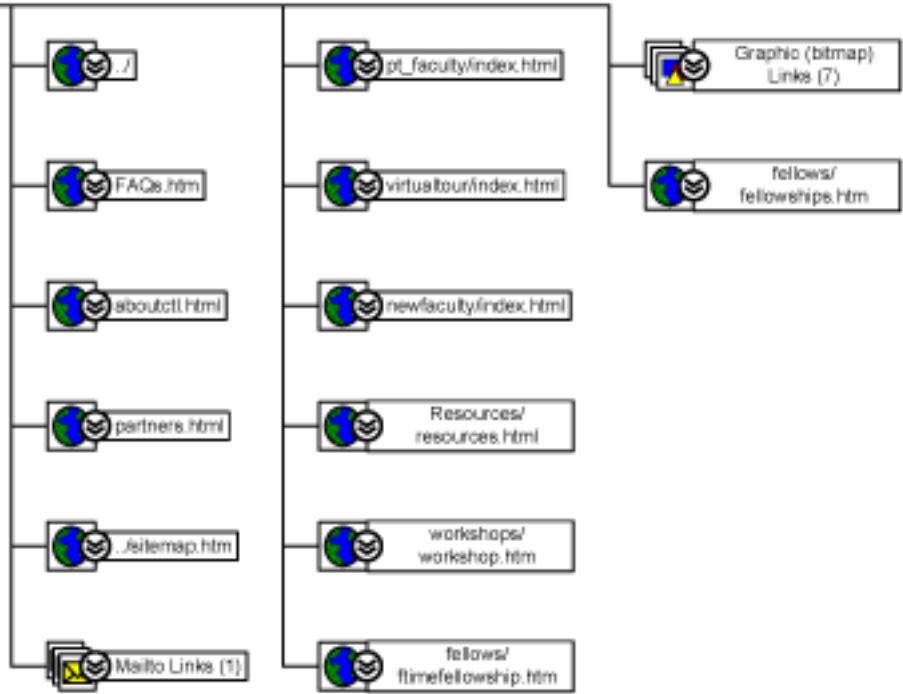 ../
FAQs.htm
aboutctl.html
partners.html
../sitemap.htm
Mailto Links (1)
pt_faculty/index.html
virtualtour/index.html
newfaculty/index.html
Resources/
resources.html
workshops/
workshop.htm
fellows/
ftimefellowship.htm
Graphic (bitmap)
Links (7)
fellows/
fellowships.htm